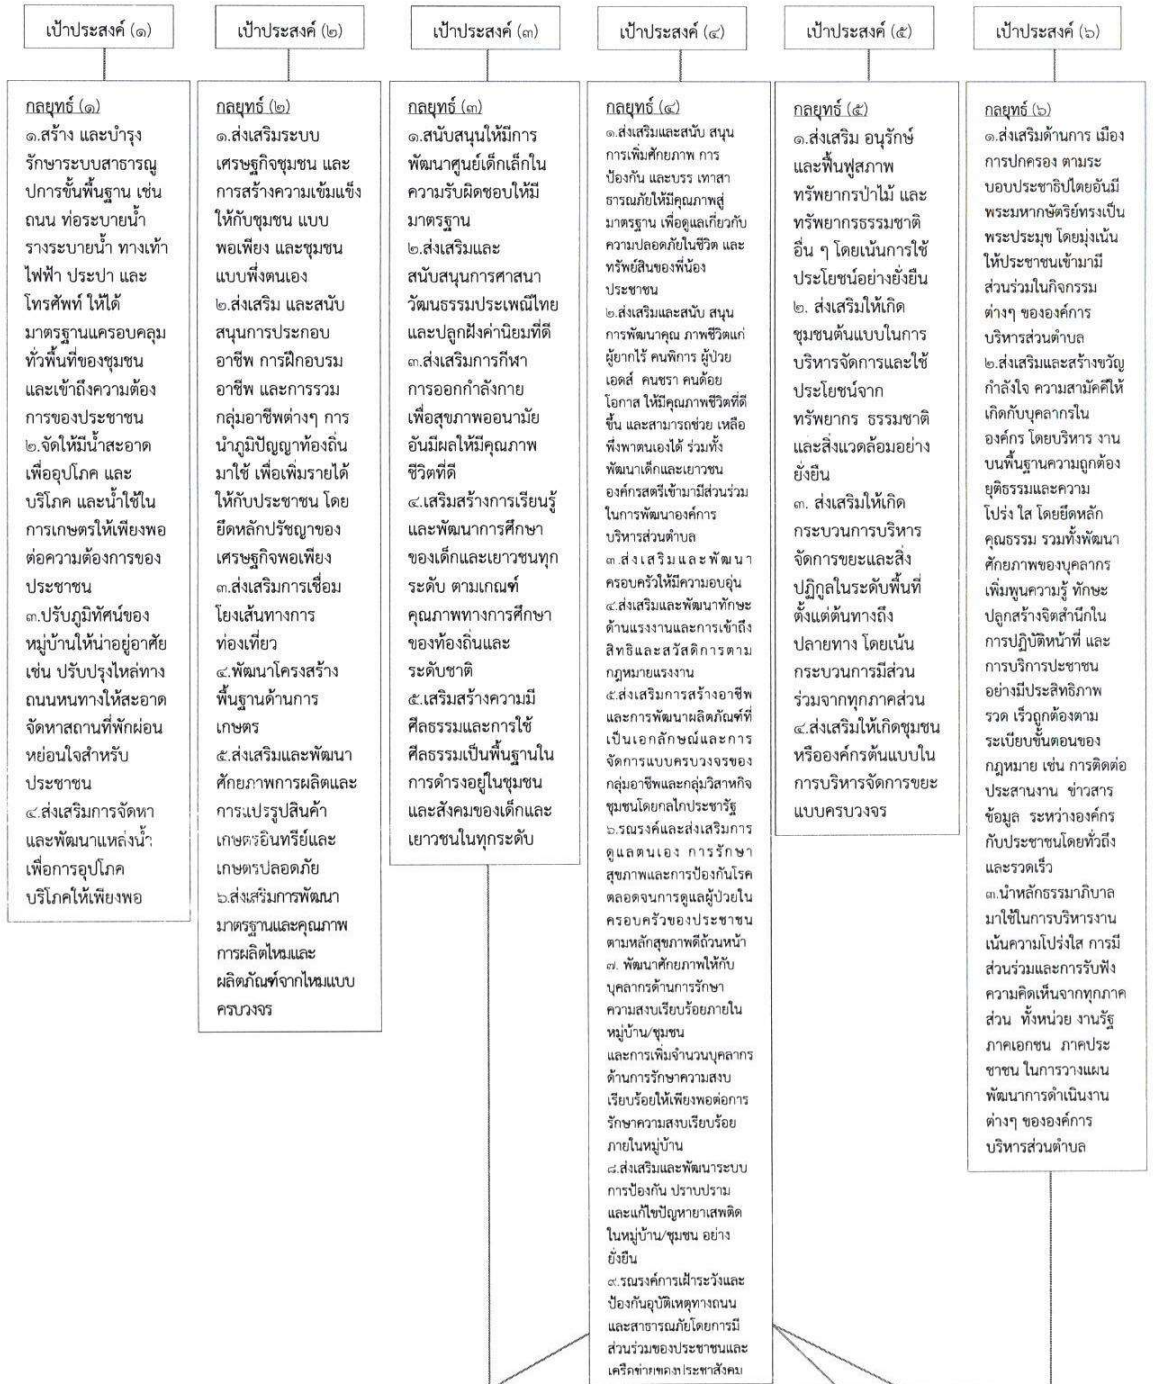 เป้าประสงค์ (๑)
เป้าประสงค์ (๒)
เป้าประสงค์ (๓)
เป้าประสงค์ (๔)
เป้าประสงค์ (๕)
เป้าประสงค์ (๖)
กลยุทธ์ (๑)
๑.สร้าง และบำรุง
รักษาระบบสาธารณู
ปการขั้นพื้นฐาน เช่น
ถนน ท่อระบายน้ำ
รางระบายน้ำ ทางเท้า
ไฟฟ้า ประปา และ
โทรศัพท์ ให้ได้
มาตรฐานแครอบคลุม
ทั่วพื้นที่ของชุมชน
และเข้าถึงความต้อง
การของประชาชน
๒.จัดให้มีน้ำสะอาด
เพื่ออุปโภค และ
บริโภค และน้ำใช้ใน
การเกษตรให้เพียงพอ
ต่อความต้องการของ
ประชาชน
๓.ปรับภูมิทัศน์ของ
หมู่บ้านให้น่าอยู่อาศัย
เช่น ปรับปรุงไหล่ทาง
ถนนหนทางให้สะอาด
จัดหาสถานที่พักผ่อน
หย่อนใจสำหรับ
ประชาชน
๔.ส่งเสริมการจัดหา
และพัฒนาแหล่งน้ำ
เพื่อการอุปโภค
บริโภคให้เพียงพอ
กลยุทธ์ (๒)
๑.ส่งเสริมระบบ
เศรษฐกิจชุมชน และ
การสร้างความเข้มแข็ง
ให้กับชุมชน แบบ
พอเพียง และชุมชน
แบบพึ่งตนเอง
๒.ส่งเสริม และสนับ
สนุนการประกอบ
อาชีพ การฝึกอบรม
อาชีพ และการรวม
กลุ่มอาชีพต่างๆ การ
นำภูมิปัญญาท้องถิ่น
มาใช้ เพื่อเพิ่มรายได้
ให้กับประชาชน โดย
ยึดหลักปรัชญาของ
เศรษฐกิจพอเพียง
๓.ส่งเสริมการเชื่อม
โยงเส้นทางการ
ท่องเที่ยว
๔.พัฒนาโครงสร้าง
พื้นฐานด้านการ
เกษตร
๕.ส่งเสริมและพัฒนา
ศักยภาพการผลิตและ
การแปรรูปสินค้า
เกษตรอินทรีย์และ
เกษตรปลอดภัย
๖.ส่งเสริมการพัฒนา
มาตรฐานและคุณภาพ
การผลิตไหมและ
ผลิตภัณฑ์จากไหมแบบ
ครบวงจร
กลยุทธ์ (๓)
๑.สนับสนุนให้มีการ
พัฒนาศูนย์เด็กเล็กใน
ความรับผิดชอบให้มี
มาตรฐาน
๒.ส่งเสริมและ
สนับสนุนการศาสนา
วัฒนธรรมประเพณีไทย
และปลูกฝังค่านิยมที่ดี
๓.ส่งเสริมการกีฬา
การออกกำลังกาย
เพื่อสุขภาพอนามัย
อันมีผลให้มีคุณภาพ
ชีวิตที่ดี
๔.เสริมสร้างการเรียนรู้
และพัฒนาการศึกษา
ของเด็กและเยาวชนทุก
ระดับ ตามเกณฑ์
คุณภาพทางการศึกษา
ของท้องถิ่นและ
ระดับชาติ
๕.เสริมสร้างความมี
ศีลธรรมและการใช้
ศีลธรรมเป็นพื้นฐานใน
การดำรงอยู่ในชุมชน
และสังคมของเด็กและ
เยาวชนในทุกระดับ
กลยุทธ์ (๔)
๑.ส่งเสริมและสนับ สนุน
การเพิ่มศักยภาพ การ
ป้องกัน และบรร เทาสา
ธารณภัยให้มีคุณภาพสู่
มาตรฐาน เพื่อดูแลเกี่ยวกับ
ความปลอดภัยในชีวิต และ
ทรัพย์สินของพี่น้อง
ประชาชน
๒.ส่งเสริมและสนับ สนุน
การพัฒนาคุณ ภาพชีวิตแก่
ผู้ยากไร้ คนพิการ ผู้ป่วย
เอดส์ คนชรา คนด้อย
โอกาส ให้มีคุณภาพชีวิตที่ดี
ขึ้น และสามารถช่วย เหลือ
พึ่งพาตนเองได้ ร่วมทั้ง
พัฒนาเด็กและเยาวชน
องค์กรสตรีเข้ามามีส่วนร่วม
ในการพัฒนาองค์การ
บริหารส่วนตำบล
๓.ส่งเสริมและพัฒนา
ครอบครัวให้มีความอบอุ่น
๔.ส่งเสริมและพัฒนาทักษะ
ด้านแรงงานและการเข้าถึง
สิทธิและสวัสดิการตาม
กฎหมายแรงงาน
๕.ส่งเสริมการสร้างอาชีพ
และการพัฒนาผลิตภัณฑ์ที่
เป็นเอกลักษณ์และการ
จัดการแบบครบวงจรของ
กลุ่มอาชีพและกลุ่มวิสาหกิจ
ชุมชนโดยกลไกประชารัฐ
๖.รณรงค์และส่งเสริมการ
ดูแลตนเอง การรักษา
สุขภาพและการป้องกันโรค
ตลอดจนการดูแลผู้ป่วยใน
ครอบครัวของประชาชน
ตามหลักสุขภาพดีถ้วนหน้า
๗. พัฒนาศักยภาพให้กับ
บุคลากรด้านการรักษา
ความสงบเรียบร้อยภายใน
หมู่บ้าน/ชุมชน
และการเพิ่มจำนวนบุคลากร
ด้านการรักษาความสงบ
เรียบร้อยให้เพียงพอต่อการ
รักษาความสงบเรียบร้อย
ภายในหมู่บ้าน
๘.ส่งเสริมและพัฒนาระบบ
การป้องกัน ปราบปราม
และแก้ไขปัญหายาเสพติด
ในหมู่บ้าน/ชุมชน อย่าง
ยั่งยืน
๙.รณรงค์การเฝ้าระวังและ
ป้องกันอุบัติเหตุทางถนน
และสาธารณภัยโดยการมี
ส่วนร่วมของประชาชนและ
เครือข่ายของประชาสังคม
กลยุทธ์ (๕)
๑.ส่งเสริม อนุรักษ์
และฟื้นฟูสภาพ
ทรัพยากรป่าไม้ และ
ทรัพยากรธรรมชาติ
อื่น ๆ โดยเน้นการใช้
ประโยชน์อย่างยั่งยืน
๒. ส่งเสริมให้เกิด
ชุมชนต้นแบบในการ
บริหารจัดการและใช้
ประโยชน์จาก
ทรัพยากร ธรรมชาติ
และสิ่งแวดล้อมอย่าง
ยั่งยืน
๓. ส่งเสริมให้เกิด
กระบวนการบริหาร
จัดการขยะและสิ่ง
ปฏิกูลในระดับพื้นที่
ตั้งแต่ต้นทางถึง
ปลายทาง โดยเน้น
กระบวนการมีส่วน
ร่วมจากทุกภาคส่วน
๔.ส่งเสริมให้เกิดชุมชน
หรือองค์กรต้นแบบใน
การบริหารจัดการขยะ
แบบครบวงจร
กลยุทธ์ (๖)
๑.ส่งเสริมด้านการ เมือง
การปกครอง ตามระ
บอบประชาธิปไตยอันมี
พระมหากษัตริย์ทรงเป็น
พระประมุข โดยมุ่งเน้น
ให้ประชาชนเข้ามามี
ส่วนร่วมในกิจกรรม
ต่างๆ ขององค์การ
บริหารส่วนตำบล
๒.ส่งเสริมและสร้างขวัญ
กำลังใจ ความสามัคคีให้
เกิดกับบุคลากรใน
องค์กร โดยบริหาร งาน
บนพื้นฐานความถูกต้อง
ยุติธรรมและความ
โปร่ง ใส โดยยึดหลัก
คุณธรรม รวมทั้งพัฒนา
ศักยภาพของบุคลากร
เพิ่มพูนความรู้ ทักษะ
ปลูกสร้างจิตสำนึกใน
การปฏิบัติหน้าที่ และ
การบริการปะชาชน
อย่างมีประสิทธิภาพ
รวด เร็วถูกต้องตาม
ระเบียบขั้นตอนของ
กฎหมาย เช่น การติดต่อ
ประสานงาน ข่าวสาร
ข้อมูล ระหว่างองค์กร
กับประชาชนโดยทั่วถึง
และรวดเร็ว
๓.นำหลักธรรมาภิบาล
มาใช้ในการบริหารงาน
เน้นความโปร่งใส การมี
ส่วนร่วมและการรับฟัง
ความคิดเห็นจากทุกภาค
ส่วน ทั้งหน่วย งานรัฐ
ภาคเอกชน ภาคประ
ชาชน ในการวางแผน
พัฒนาการดำเนินงาน
ต่างๆ ขององค์การ
บริหารส่วนตำบล